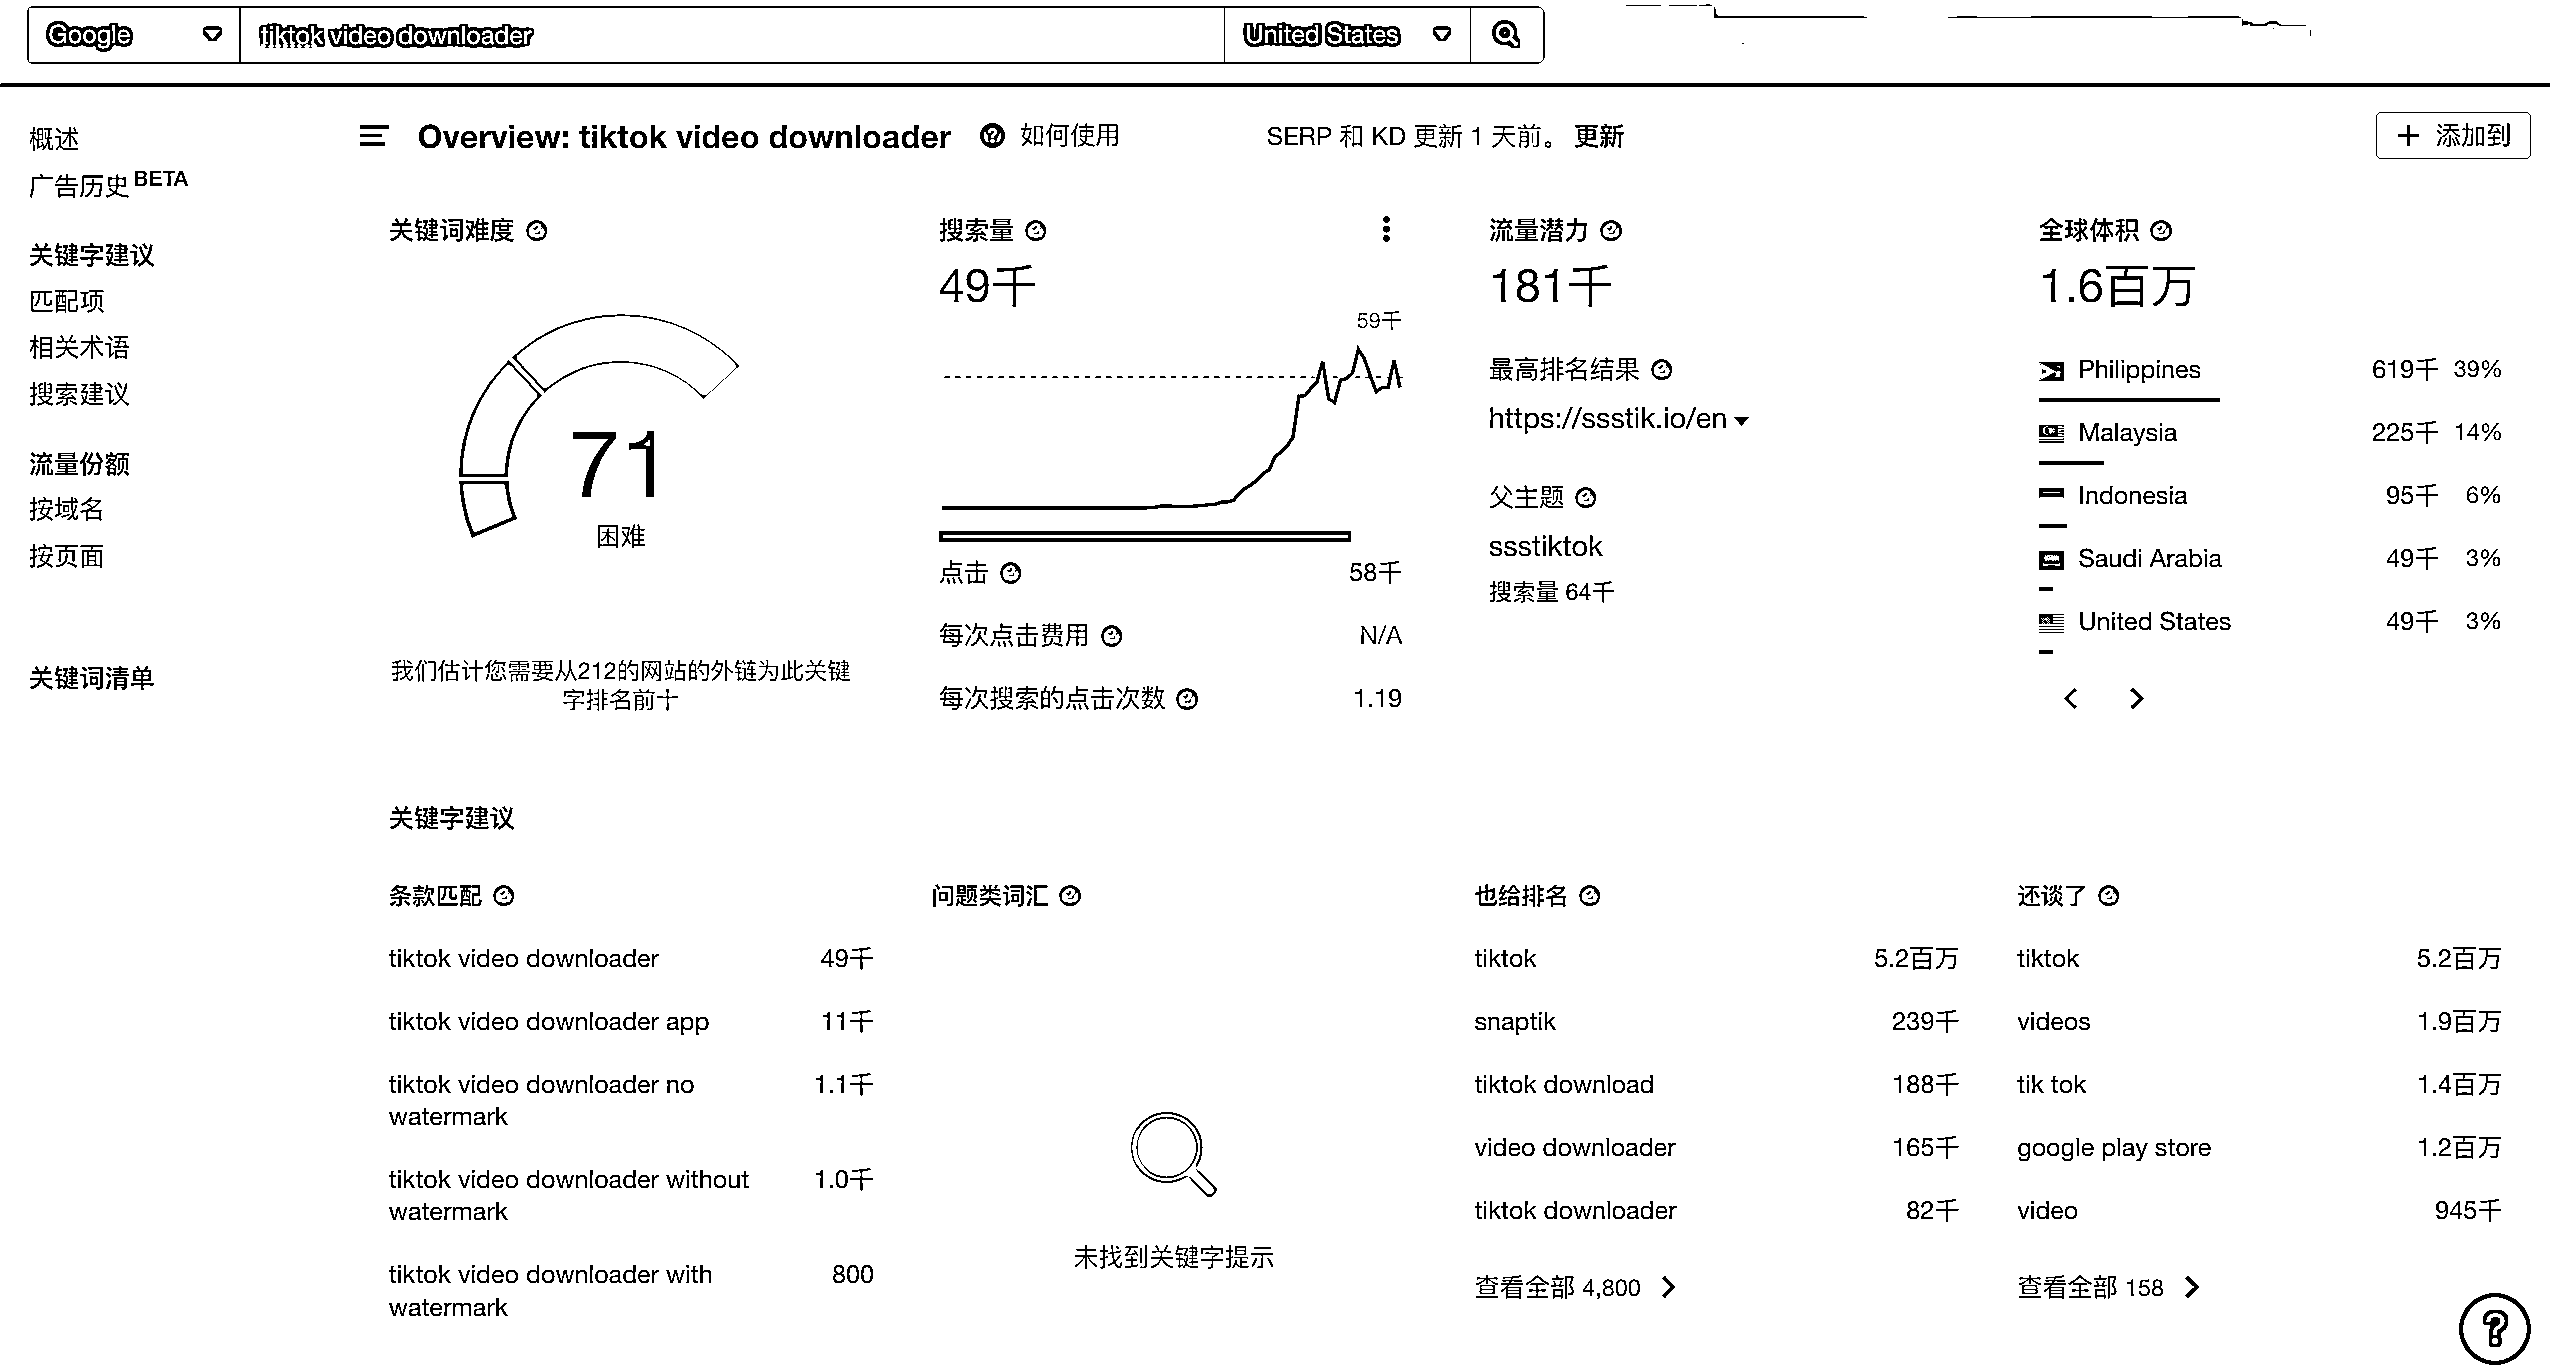 Google
tiktok video downloader
United States
概述
广告历史 BETA
关键字建议
匹配项
相关术语
搜索建议
流量份额
按域名
按页面
关键词清单
Overview: tiktok video downloader
如何使用
SERP 和 KD 更新 1 天前。 更新
+ 添加到
关键词难度
71
困难
我们估计您需要从212的网站的外链为此关键
字排名前十
搜索量
49千
59千
点击 58千
每次点击费用 N/A
每次搜索的点击次数 1.19
流量潜力
181千
最高排名结果
https://ssstik.io/en
父主题
ssstiktok
搜索量 64千
全球体积
1.6百万
Philippines 619千 39%
Malaysia 225千 14%
Indonesia 95千 6%
Saudi Arabia 49千 3%
United States 49千 3%
关键字建议
条款匹配
tiktok video downloader 49千
tiktok video downloader app 11千
tiktok video downloader no 1.1千
watermark
tiktok video downloader without 1.0千
watermark
tiktok video downloader with 800
watermark
问题类词汇
未找到关键字提示
也给排名
tiktok 5.2百万
snaptik 239千
tiktok download 188千
video downloader 165千
tiktok downloader 82千
查看全部 4,800
还谈了
tiktok 5.2百万
videos 1.9百万
tik tok 1.4百万
google play store 1.2百万
video 945千
查看全部 158
?